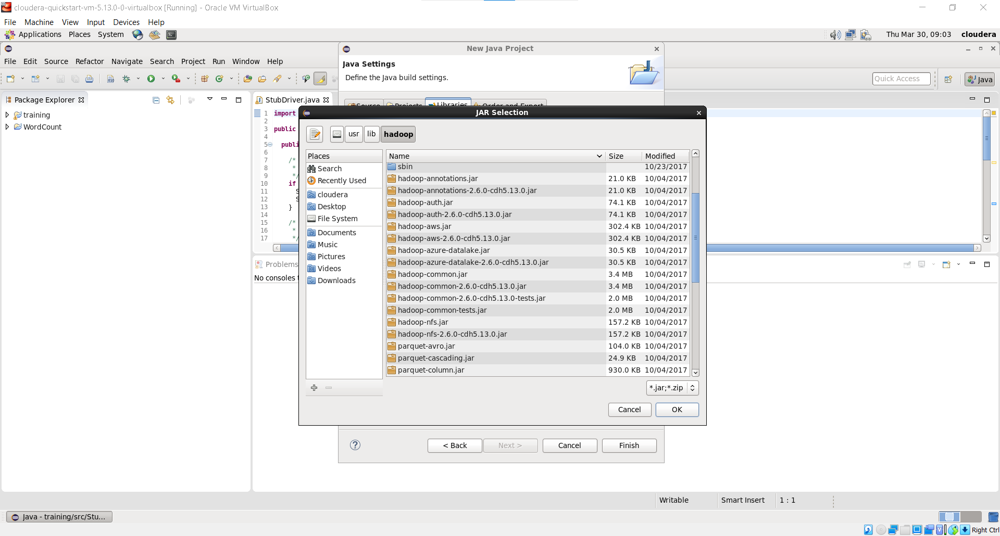 cloudera-quickstart-vm-5.13.0-0-virtualbox [Running] - Oracle VM VirtualBox
File Machine View Input Devices Help
Applications Places System Thu Mar 30, 09:03 cloudera
New Java Project
File Edit Source Refactor Navigate Search Project Run Window Help
Java Settings
Define the Java build settings.
Quick Access Java
Package Explorer
StubDriver.java
Source Projects Libraries Order and Export
training
WordCount
JAR Selection
usr lib hadoop
1 import
2
3 public
4
5 publi
6
7 /*
8 *
9 */
10 if
11 S
12 S
13 }
14
15 /*
16 *
17 */
Places
Search
Recently Used
cloudera
Desktop
File System
Documents
Music
Pictures
Videos
Downloads
Name Size Modified
sbin 10/23/2017
hadoop-annotations.jar 21.0 KB 10/04/2017
hadoop-annotations-2.6.0-cdh5.13.0.jar 21.0 KB 10/04/2017
hadoop-auth.jar 74.1 KB 10/04/2017
hadoop-auth-2.6.0-cdh5.13.0.jar 74.1 KB 10/04/2017
hadoop-aws.jar 302.4 KB 10/04/2017
hadoop-aws-2.6.0-cdh5.13.0.jar 302.4 KB 10/04/2017
hadoop-azure-datalake.jar 30.5 KB 10/04/2017
hadoop-azure-datalake-2.6.0-cdh5.13.0.jar 30.5 KB 10/04/2017
hadoop-common.jar 3.4 MB 10/04/2017
hadoop-common-2.6.0-cdh5.13.0.jar 3.4 MB 10/04/2017
hadoop-common-2.6.0-cdh5.13.0-tests.jar 2.0 MB 10/04/2017
hadoop-common-tests.jar 2.0 MB 10/04/2017
hadoop-nfs.jar 157.2 KB 10/04/2017
hadoop-nfs-2.6.0-cdh5.13.0.jar 157.2 KB 10/04/2017
parquet-avro.jar 104.0 KB 10/04/2017
parquet-cascading.jar 24.9 KB 10/04/2017
parquet-column.jar 930.0 KB 10/04/2017
*.jar;*.zip
Cancel OK
Problems
No consoles t
< Back Next > Cancel Finish
Writable Smart Insert 1 : 1
Java - training/src/Stu...
Right Ctrl